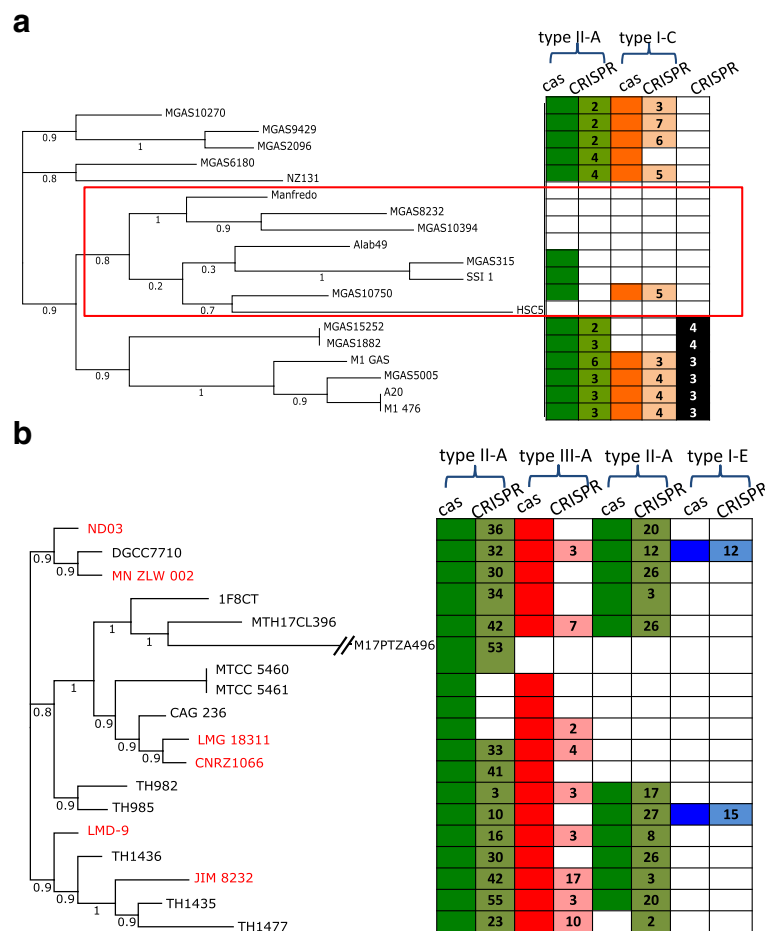 a
type II-A type I-C
cas CRISPR cas CRISPR CRISPR
MGAS10270 2 3
0.9 MGAS9429 2 7
1 MGAS2096 2 6
MGAS6180 4
0.8 NZ131 4 5
Manfredo
1 MGAS8232
0.9 MGAS10394
0.8 Alab49
0.3 MGAS315
0.2 1 SSI 1
MGAS10750 5
0.9 0.7 HSC5
MGAS15252 2 4
MGAS1882 3 4
0.9 M1 GAS 6 3 3
1 MGAS5005 3 4 3
0.9 A20 3 4 3
M1 476 3 4 3
b
type II-A type III-A type II-A type I-E
cas CRISPR cas CRISPR cas CRISPR cas CRISPR
ND03 36 20
0.9 DGCC7710 32 3 12 12
0.9 MN ZLW 002 30 26
1F8CT 34 3
1 MTH17CL396 42 7 26
1 M17PTZA496 53
MTCC 5460
1 MTCC 5461
0.8 CAG 236 2
0.9 LMG 18311 33 4
0.9 0.9 CNRZ1066 41
TH982 3 3 17
0.9 TH985 10 27 15
LMD-9 16 3 8
TH1436 30 26
0.9 0.9 JIM 8232 42 17 3
1 TH1435 55 3 20
0.9 TH1477 23 10 2